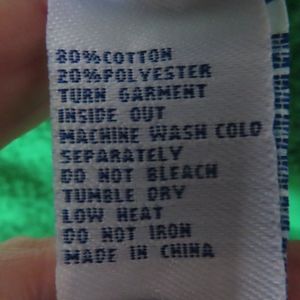 80%COTTON
20%POLYESTER
TURN GARMENT
INSIDE OUT
MACHINE WASH COLD
SEPARATELY
DO NOT BLEACH
TUMBLE DRY
LOW HEAT
DO NOT IRON
MADE IN CHINA